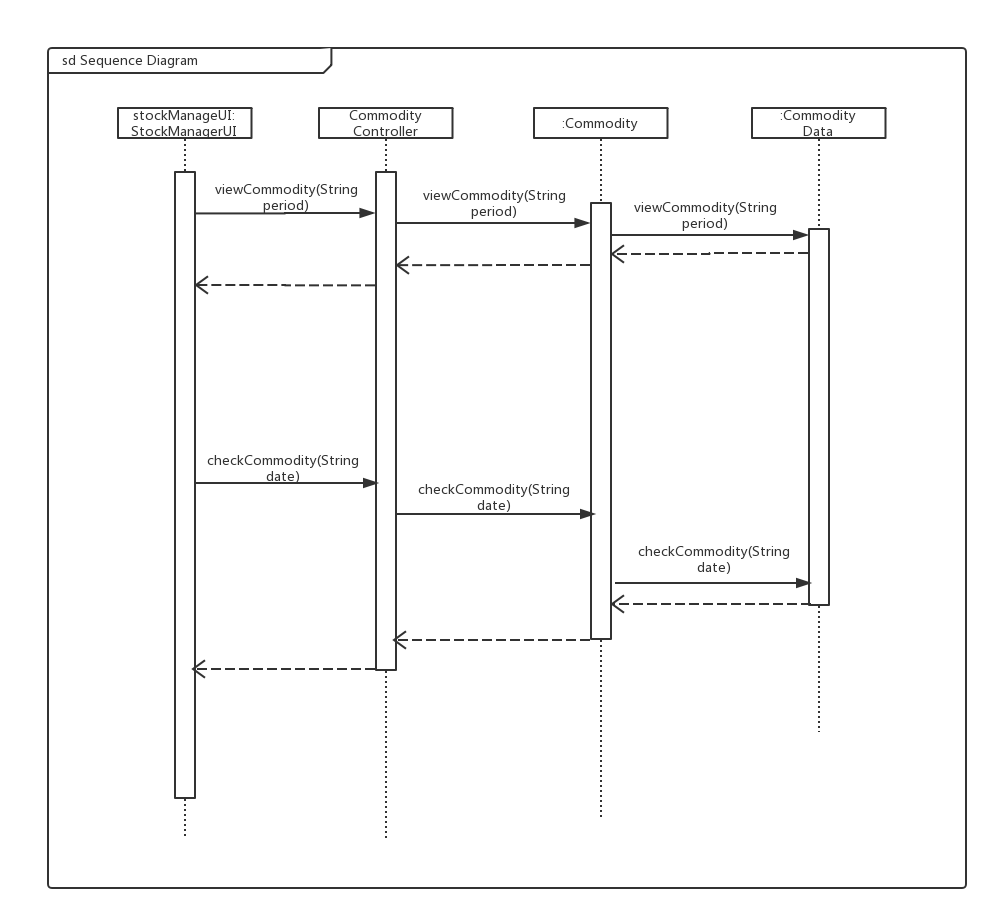 sd Sequence Diagram
stockManageUI:
StockManagerUI
Commodity
Controller
:Commodity
:Commodity
Data
viewCommodity(String
period)
viewCommodity(String
period)
viewCommodity(String
period)
checkCommodity(String
date)
checkCommodity(String
date)
checkCommodity(String
date)